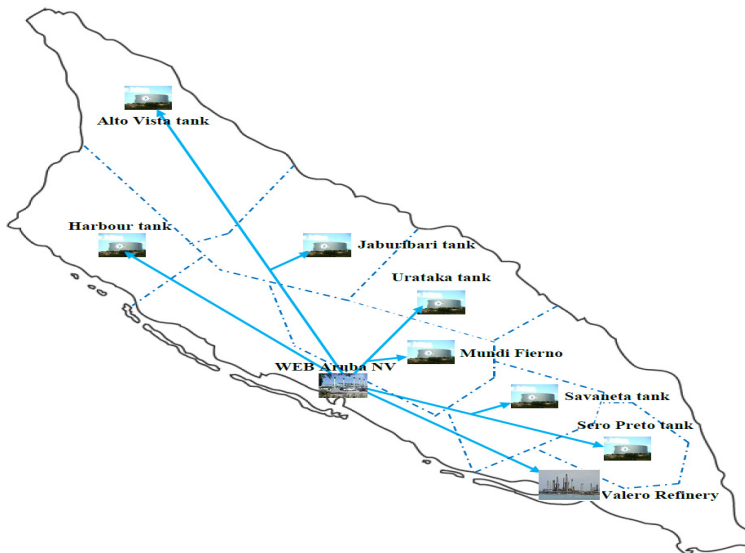 Alto Vista tank
Harbour tank
Jaburibari tank
Urataka tank
Mundi Fierno
WEB Aruba NV
Savaneta tank
Sero Preto tank
Valero Refinery